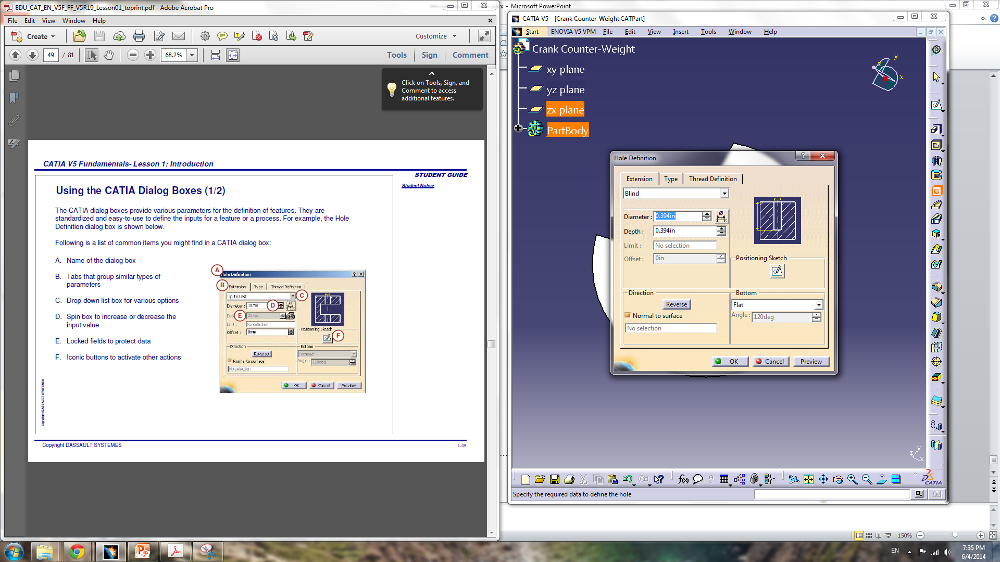 EDU_CAT_EN_V5F_FF_V5R19_Lesson01_toprint.pdf - Adobe Acrobat Pro
File Edit View Window Help
Create
Customize
49 / 81
68.2%
Tools Sign Comment
Click on Tools, Sign, and
Comment to access
additional features.
CATIA V5 Fundamentals- Lesson 1: Introduction
STUDENT GUIDE
Student Notes:
Using the CATIA Dialog Boxes (1/2)
The CATIA dialog boxes provide various parameters for the definition of features. They are
standardized and easy-to-use to define the inputs for a feature or a process. For example, the Hole
Definition dialog box is shown below.
Following is a list of common items you might find in a CATIA dialog box:
A. Name of the dialog box
B. Tabs that group similar types of
parameters
C. Drop-down list box for various options
D. Spin box to increase or decrease the
input value
E. Locked fields to protect data
F. Iconic buttons to activate other actions
A
Hole Definition
B
Extension Type Thread Definition
Up To Last
C
Diameter : 10mm
D
E
20mm
Limit : No selection
Offset : 0mm
Positioning Sketch
F
Direction
Reverse
Normal to surface
No selection
Bottom
Trimmed
Angle : 120deg
OK Cancel Preview
Copyright DASSAULT SYSTEMES
Copyright DASSAULT SYSTEMES
1-49
- Microsoft PowerPoint
CATIA V5 - [Crank Counter-Weight.CATPart]
Start ENOVIA V5 VPM File Edit View Insert Tools Window Help
Crank Counter-Weight
xy plane
yz plane
zx plane
PartBody
y
z
x
Hole Definition
Extension Type Thread Definition
Blind
Diameter : 0.394in
Depth : 0.394in
Limit : No selection
Offset : 0in
Positioning Sketch
Direction
Reverse
Normal to surface
No selection
Bottom
Flat
Angle : 120deg
OK Cancel Preview
y
z
x
f(x)
CATIA
Specify the required data to define the hole
150%
EN
7:35 PM
6/4/2014